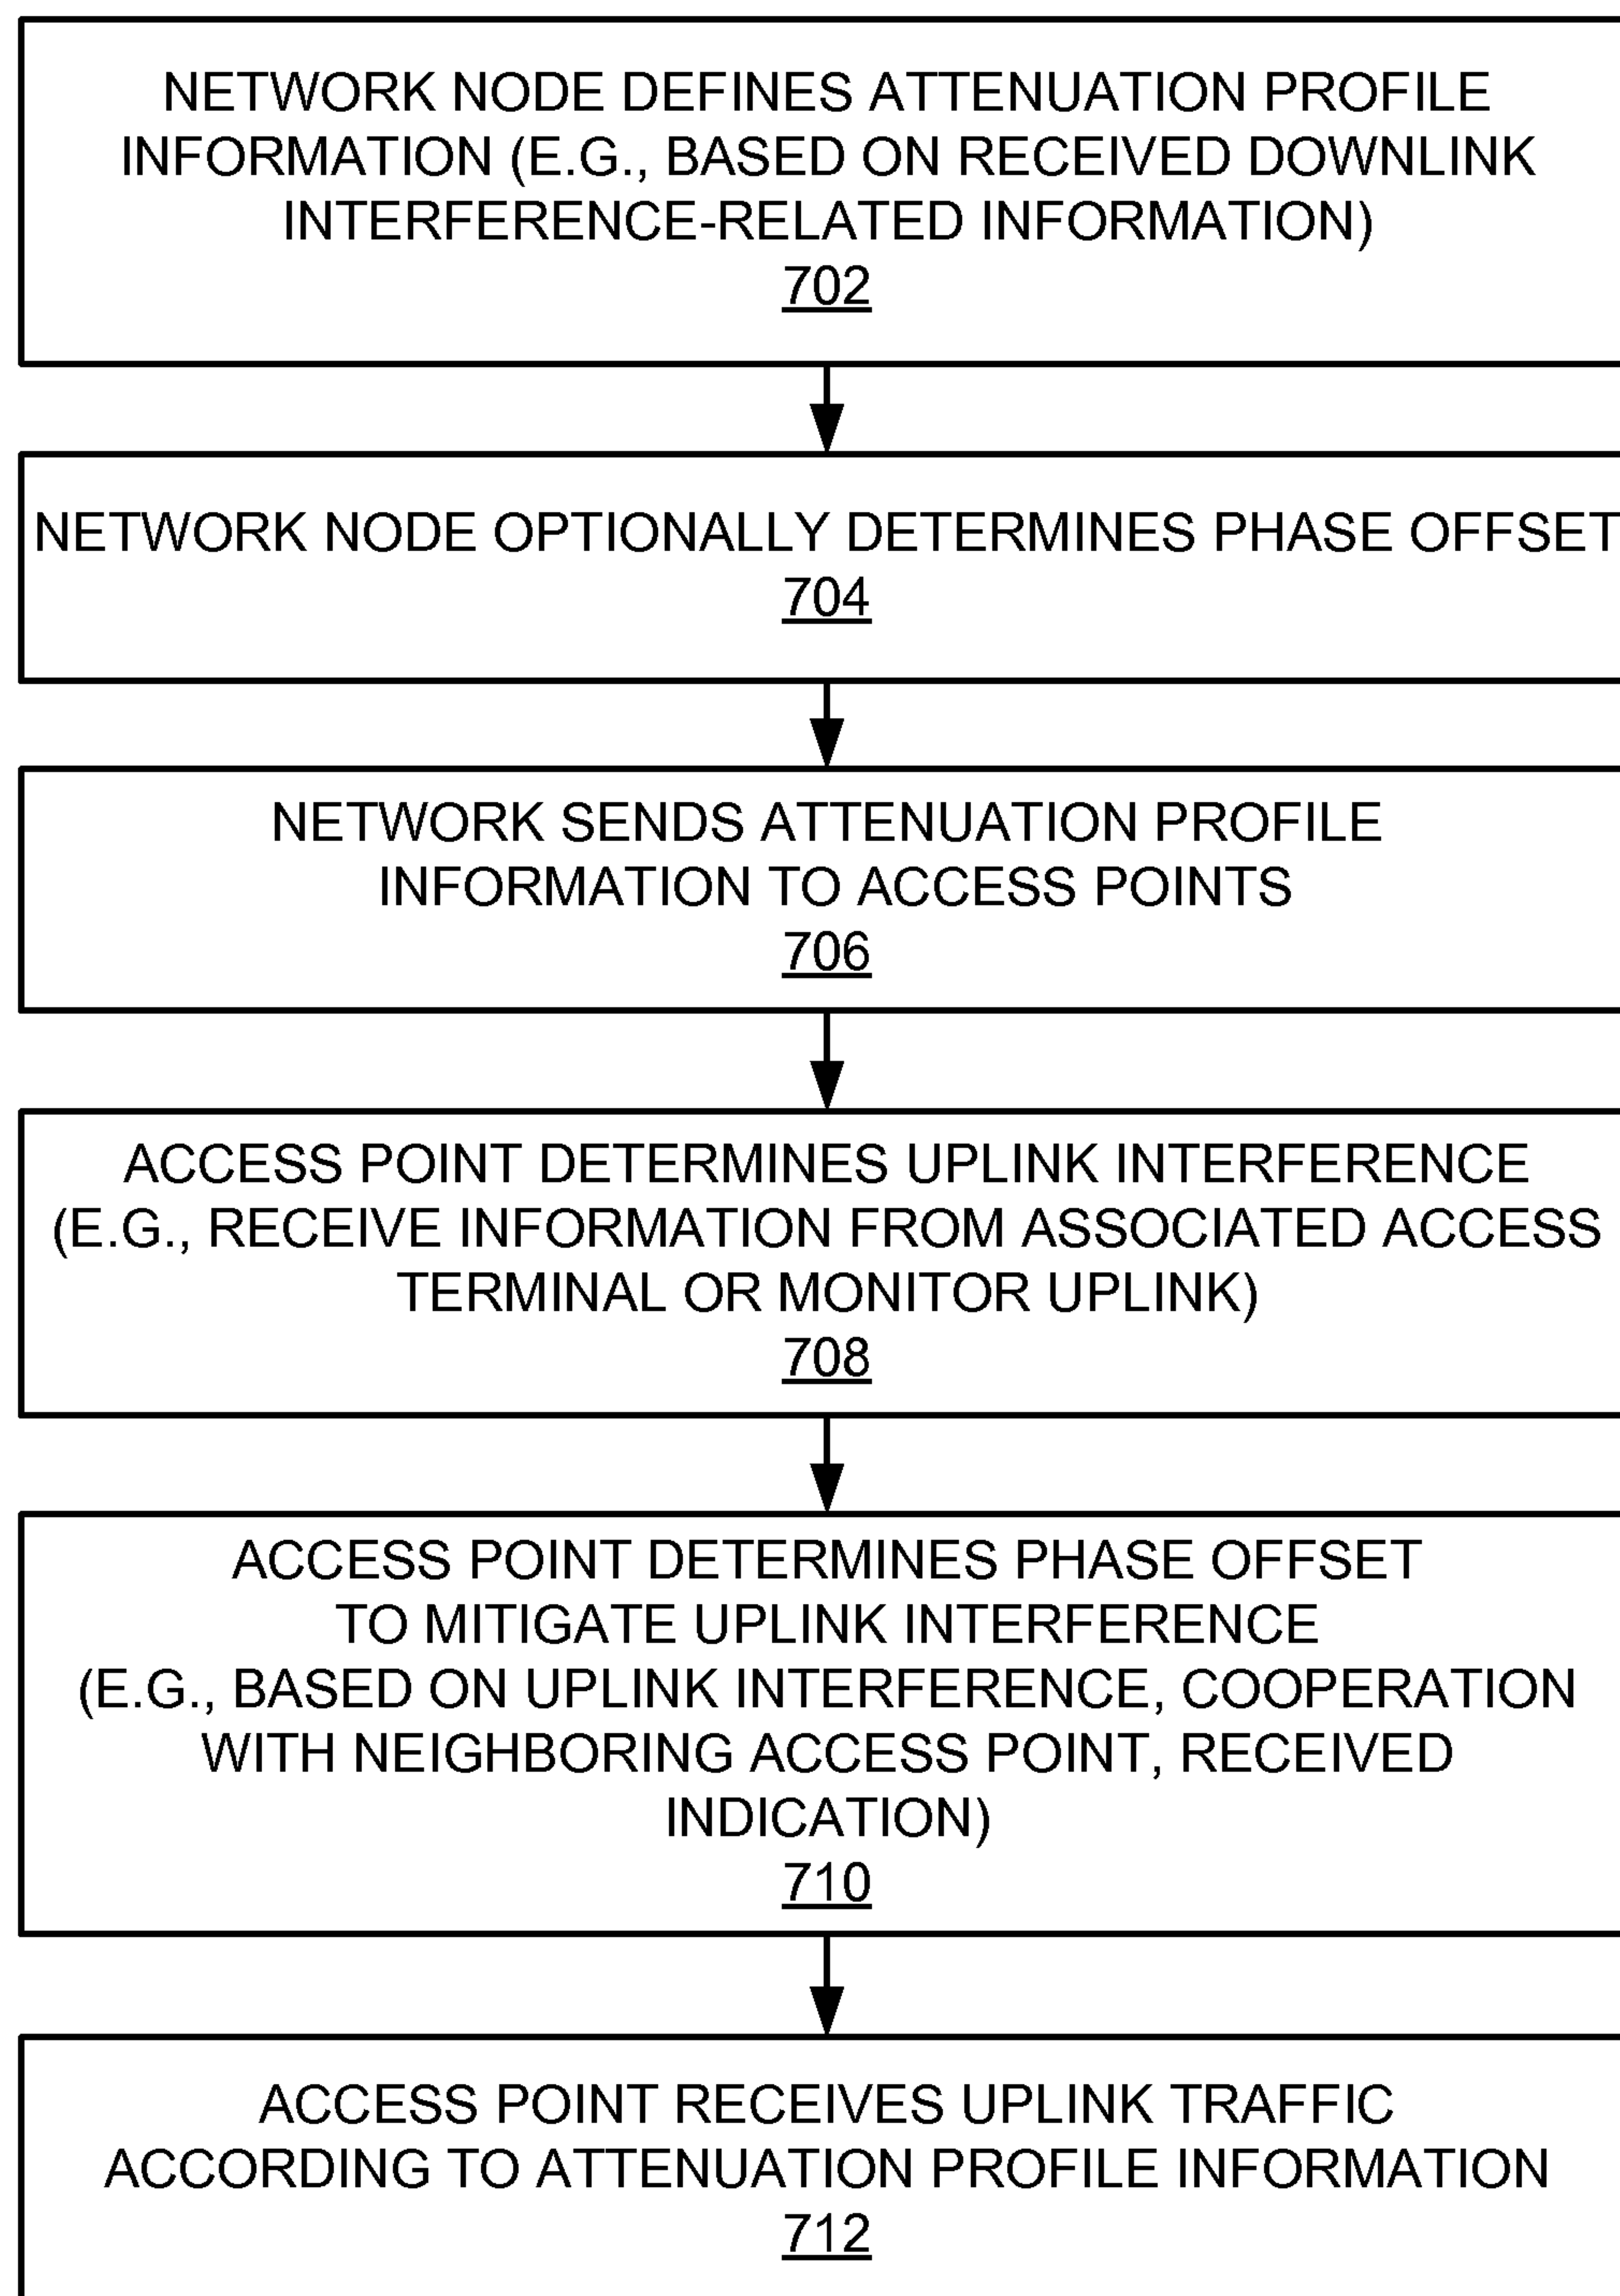 NETWORK NODE DEFINES ATTENUATION PROFILE
INFORMATION (E.G., BASED ON RECEIVED DOWNLINK
INTERFERENCE-RELATED INFORMATION)
702
NETWORK NODE OPTIONALLY DETERMINES PHASE OFFSET
704
NETWORK SENDS ATTENUATION PROFILE
INFORMATION TO ACCESS POINTS
706
ACCESS POINT DETERMINES UPLINK INTERFERENCE
(E.G., RECEIVE INFORMATION FROM ASSOCIATED ACCESS
TERMINAL OR MONITOR UPLINK)
708
ACCESS POINT DETERMINES PHASE OFFSET
TO MITIGATE UPLINK INTERFERENCE
(E.G., BASED ON UPLINK INTERFERENCE, COOPERATION
WITH NEIGHBORING ACCESS POINT, RECEIVED
INDICATION)
710
ACCESS POINT RECEIVES UPLINK TRAFFIC
ACCORDING TO ATTENUATION PROFILE INFORMATION
712